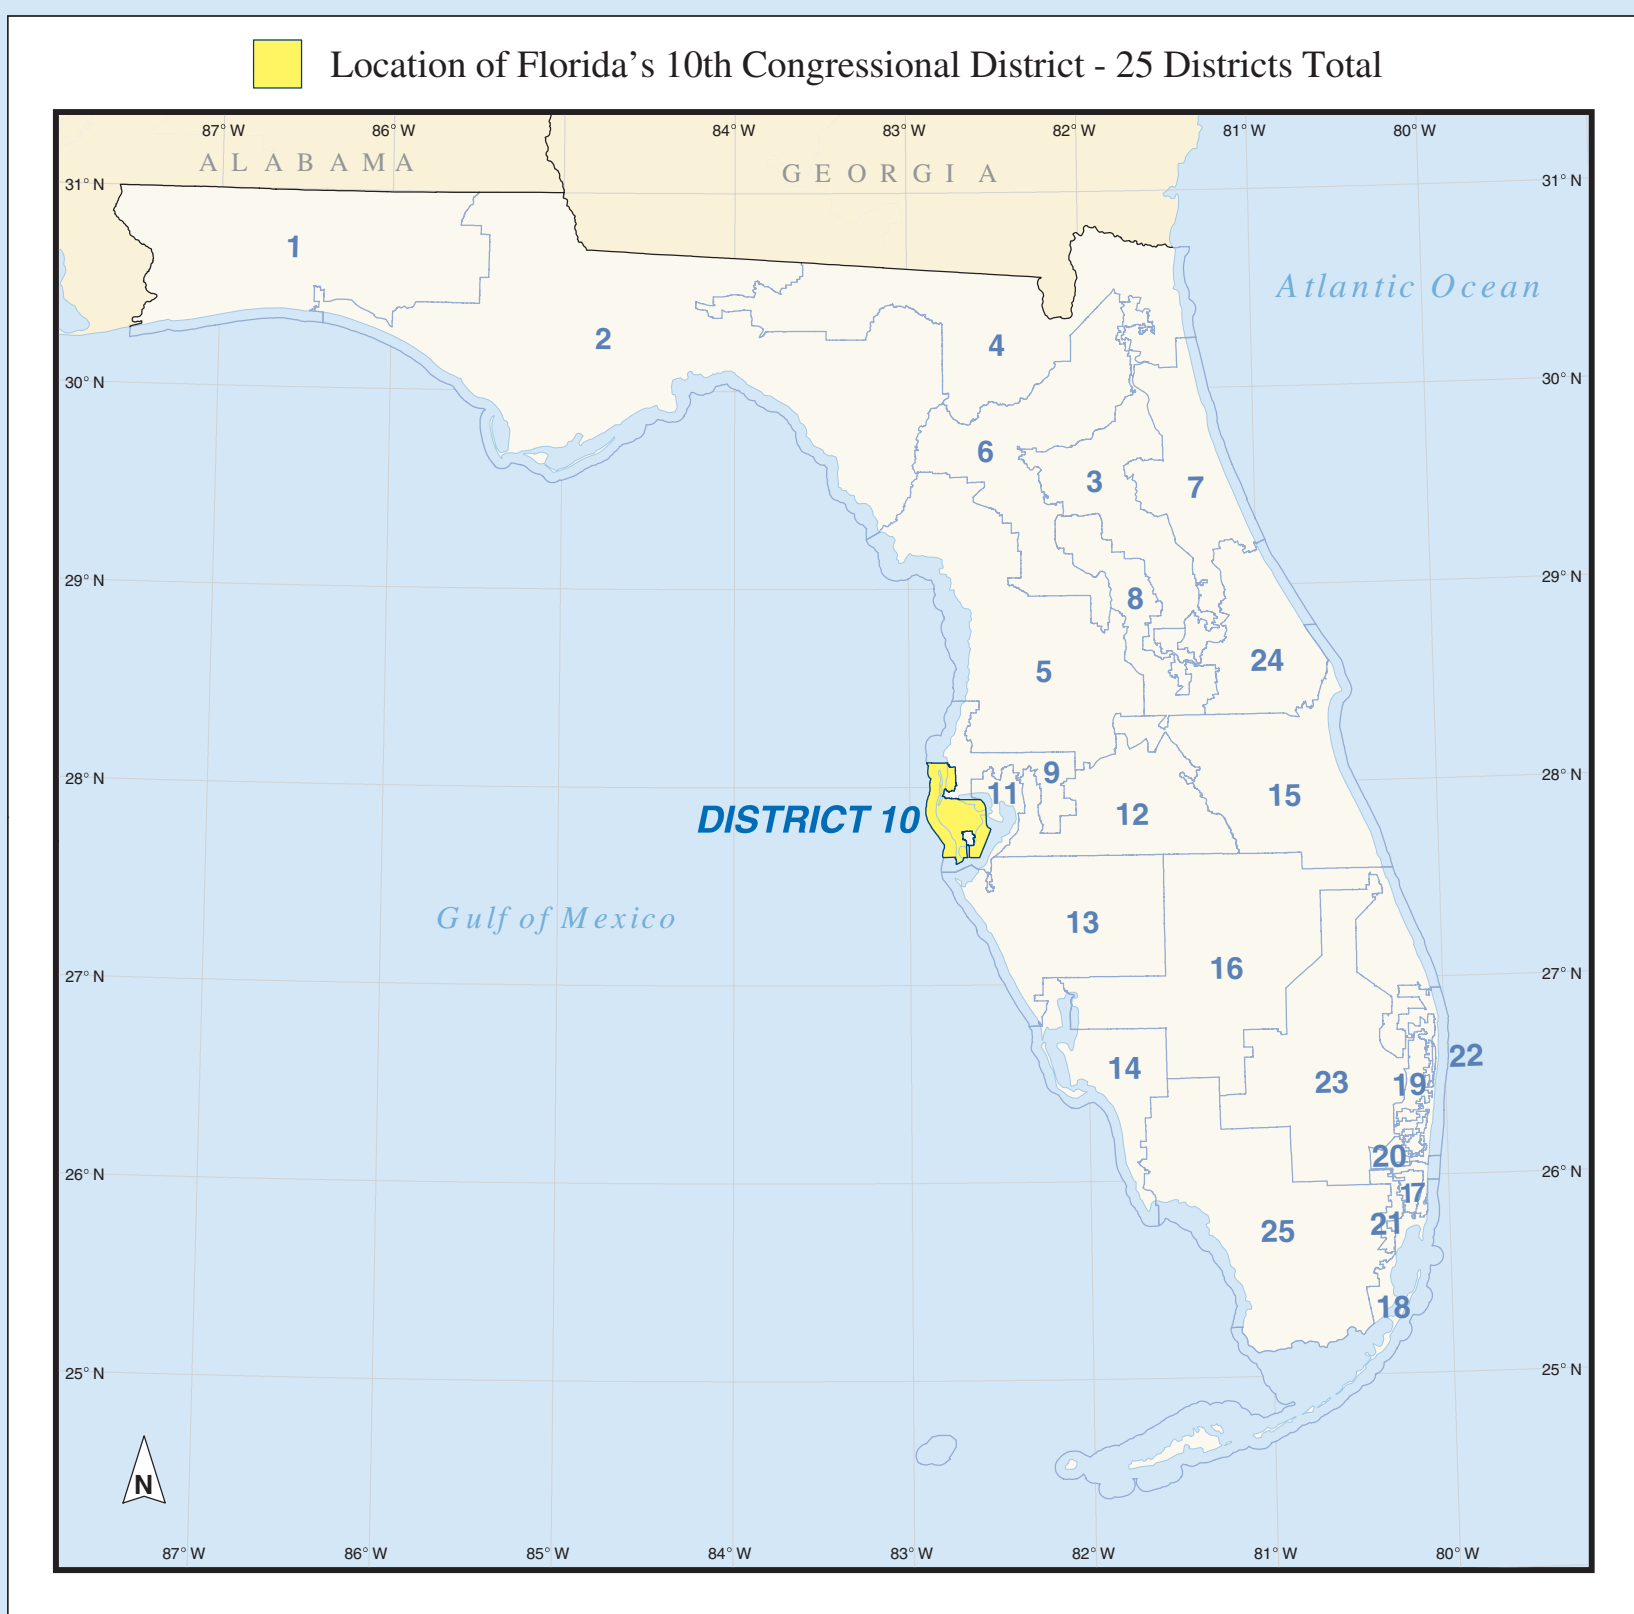 Location of Florida's 10th Congressional District - 25 Districts Total
87° W 86° W 84° W 83° W 82° W 81° W 80° W
ALABAMA
GEORGIA
31° N 31° N
1
Atlantic Ocean
2
4
30° N 30° N
6
3
7
29° N 29° N
8
24
5
28° N 28° N
9
11
15
12
DISTRICT 10
Gulf of Mexico
13
16
27° N 27° N
22
14
23
19
20
26° N 26° N
17
21
25
18
25° N 25° N
N
87° W 86° W 85° W 84° W 83° W 82° W 81° W 80° W